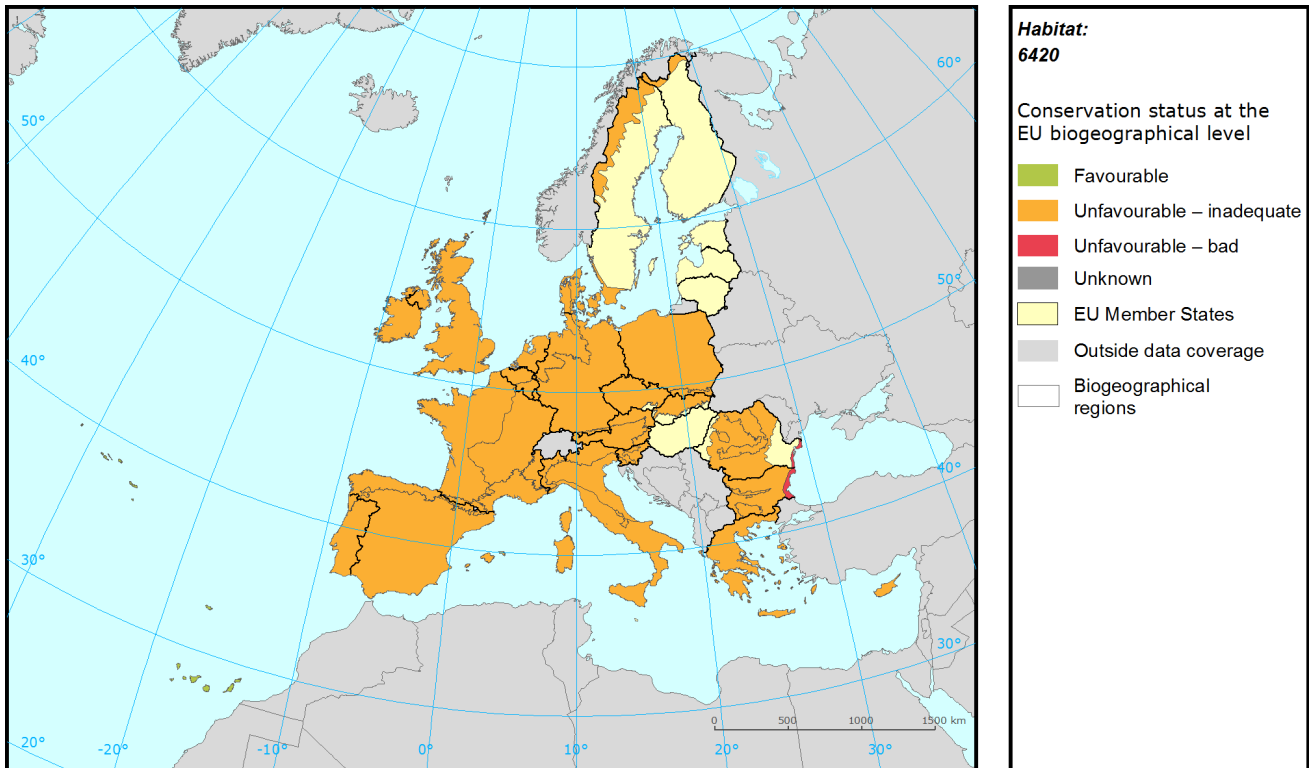 Habitat:
6420
Conservation status at the
EU biogeographical level
Favourable
Unfavourable – inadequate
Unfavourable – bad
Unknown
EU Member States
Outside data coverage
Biogeographical
regions
60°
50°
50°
40°
40°
30°
30°
0 500 1000 1500 km
20° -20° -10° 0° 10° 20° 30°